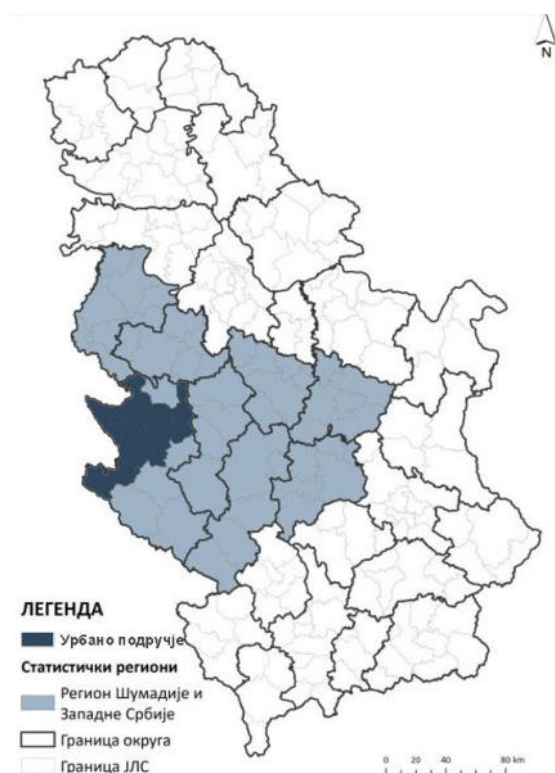 N
ЛЕГЕНДА
Урбано подручје
Статистички региони
Регион Шумадије и
Западне Србије
Граница округа
Граница ЈЛС
0 20 40 80 km